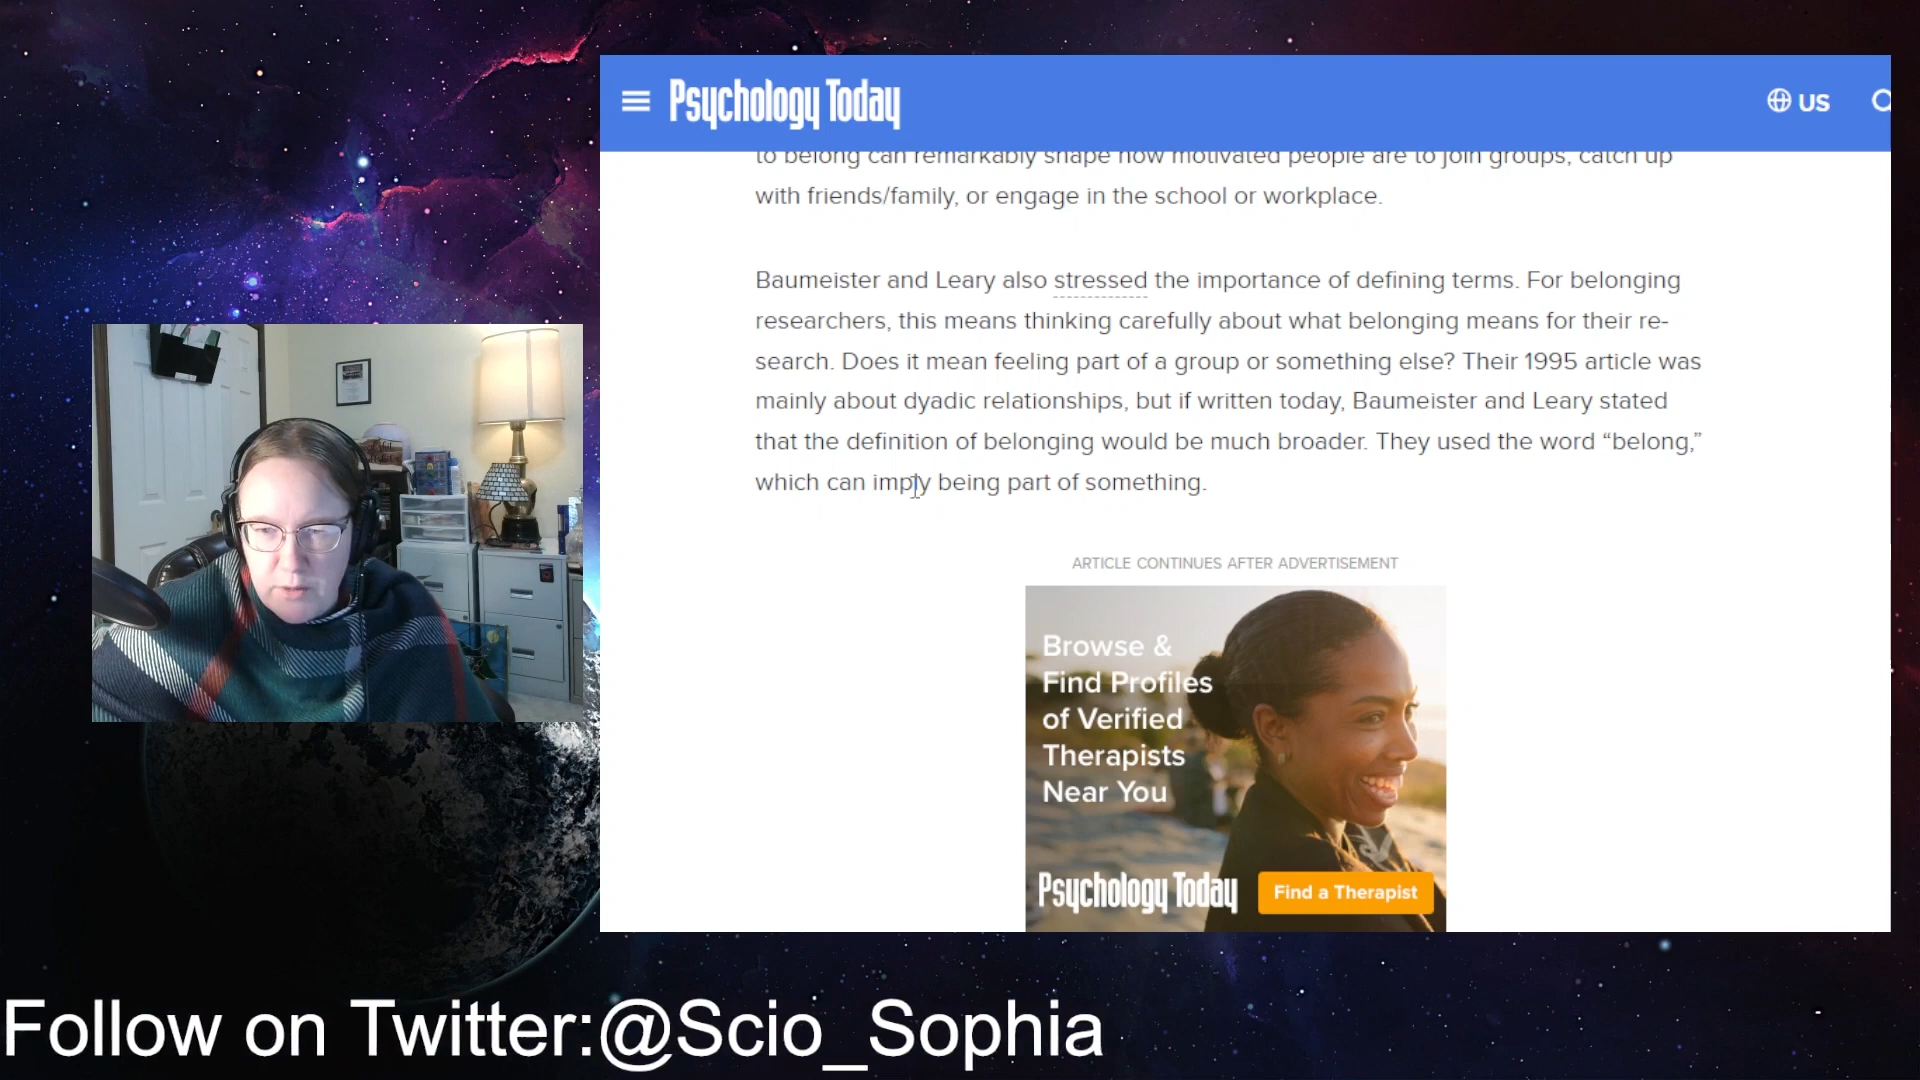 Psychology Today
US
to belong can remarkably shape how motivated people are to join groups, catch up
with friends/family, or engage in the school or workplace.
Baumeister and Leary also stressed the importance of defining terms. For belonging
researchers, this means thinking carefully about what belonging means for their re-
search. Does it mean feeling part of a group or something else? Their 1995 article was
mainly about dyadic relationships, but if written today, Baumeister and Leary stated
that the definition of belonging would be much broader. They used the word “belong,”
which can imply being part of something.
ARTICLE CONTINUES AFTER ADVERTISEMENT
Browse &
Find Profiles
of Verified
Therapists
Near You
Psychology Today
Find a Therapist
Follow on Twitter:@Scio_Sophia